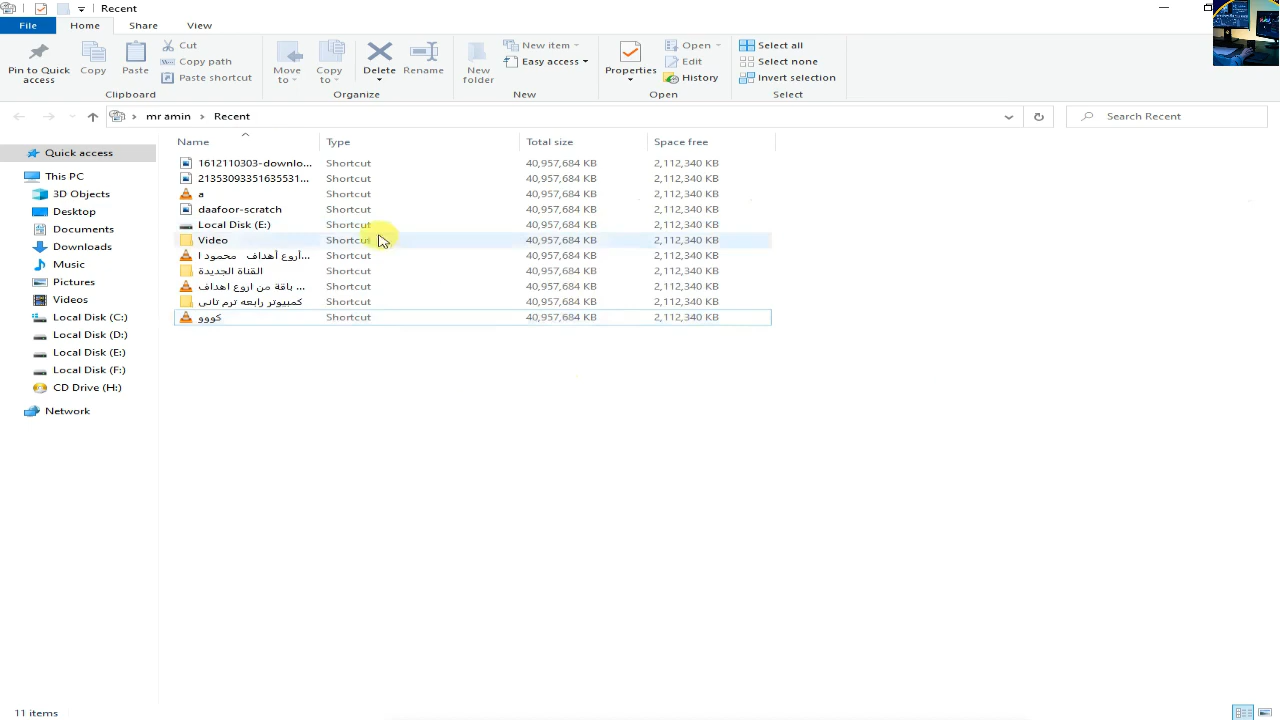 Recent
File Home Share View
Pin to Quick access
Copy
Paste
Cut
Copy path
Paste shortcut
Clipboard
Move to
Copy to
Delete
Rename
Organize
New folder
New item
Easy access
New
Properties
Open
Edit
History
Open
Select all
Select none
Invert selection
Select
mr amin > Recent
Search Recent
Name Type Total size Space free
1612110303-downlo... Shortcut 40,957,684 KB 2,112,340 KB
21353093351635531... Shortcut 40,957,684 KB 2,112,340 KB
a Shortcut 40,957,684 KB 2,112,340 KB
daafoor-scratch Shortcut 40,957,684 KB 2,112,340 KB
Local Disk (E:) Shortcut 40,957,684 KB 2,112,340 KB
Video Shortcut 40,957,684 KB 2,112,340 KB
أروع أهداف محمود ا... Shortcut 40,957,684 KB 2,112,340 KB
القناة الجديدة Shortcut 40,957,684 KB 2,112,340 KB
باقة من اروع اهداف ... Shortcut 40,957,684 KB 2,112,340 KB
كمبيوتر رابعه ترم تانى Shortcut 40,957,684 KB 2,112,340 KB
كووو Shortcut 40,957,684 KB 2,112,340 KB
Quick access
This PC
3D Objects
Desktop
Documents
Downloads
Music
Pictures
Videos
Local Disk (C:)
Local Disk (D:)
Local Disk (E:)
Local Disk (F:)
CD Drive (H:)
Network
11 items